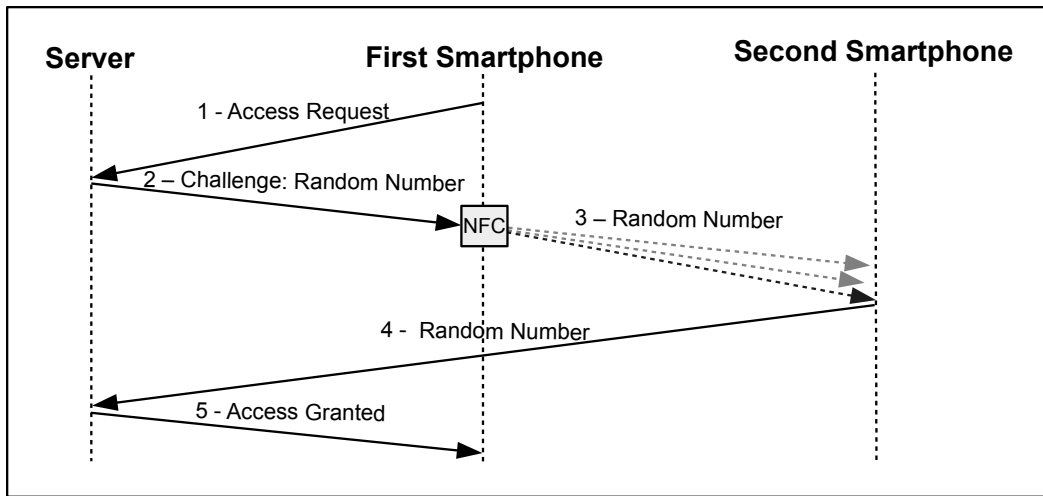 Server
First Smartphone
Second Smartphone
1 - Access Request
2 – Challenge: Random Number
NFC
3 – Random Number
4 - Random Number
5 - Access Granted